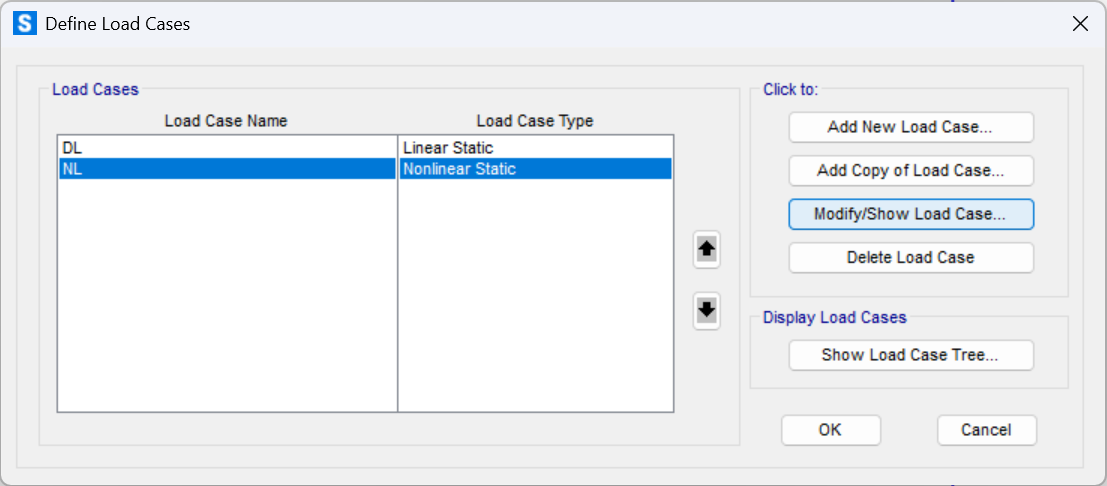 S Define Load Cases
Load Cases
Load Case Name Load Case Type
DL Linear Static
NL Nonlinear Static
Click to:
Add New Load Case...
Add Copy of Load Case...
Modify/Show Load Case...
Delete Load Case
Display Load Cases
Show Load Case Tree...
OK Cancel